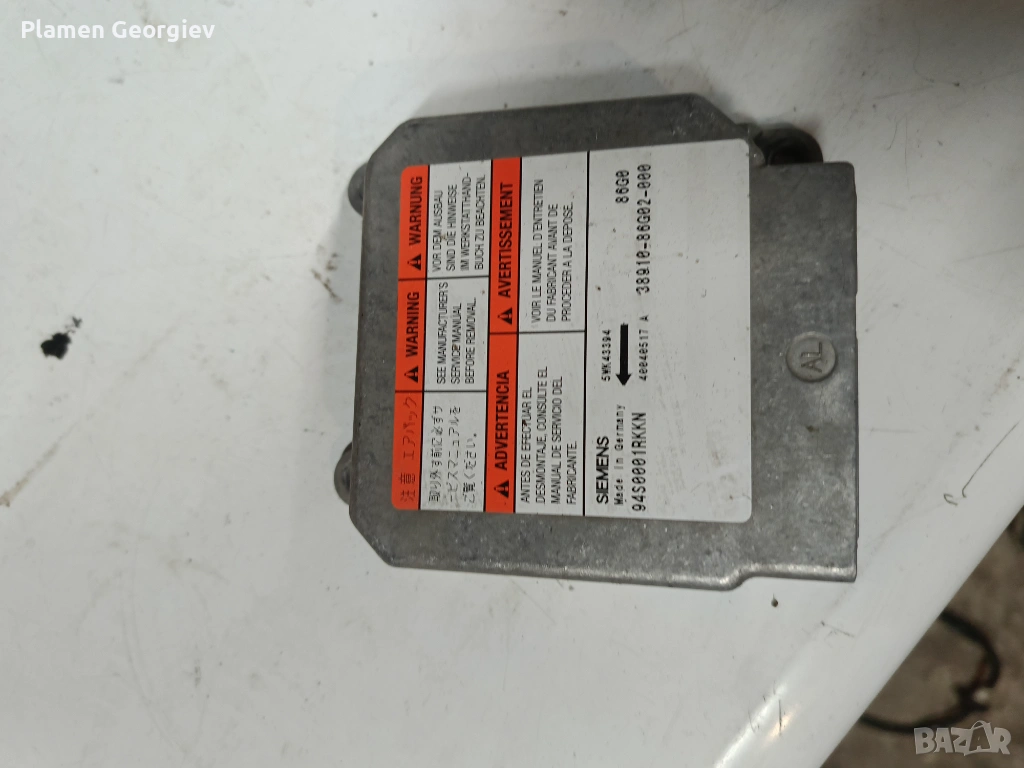 Plamen Georgiev
注意 エアバック
取り外す前に必ずサ
ービスマニュアルを
ご覧ください。
WARNING
SEE MANUFACTURER'S
SERVICE MANUAL
BEFORE REMOVAL.
WARNUNG
VOR DEM AUSBAU
SIND DIE HINWEISE
IM WERKSTATTHAND-
BUCH ZU BEACHTEN.
ADVERTENCIA
ANTES DE EFECTUAR EL
DESMONTAJE, CONSULTE EL
MANUAL DE SERVICIO DEL
FABRICANTE.
AVERTISSEMENT
VOIR LE MANUEL D'ENTRETIEN
DU FABRICANT AVANT DE
PROCEDER A LA DEPOSE.
SIEMENS 5WK43394 86G0
Made in Germany
94S0001RKKN 40040517 A 38910-86G02-000
AL
BAZAR